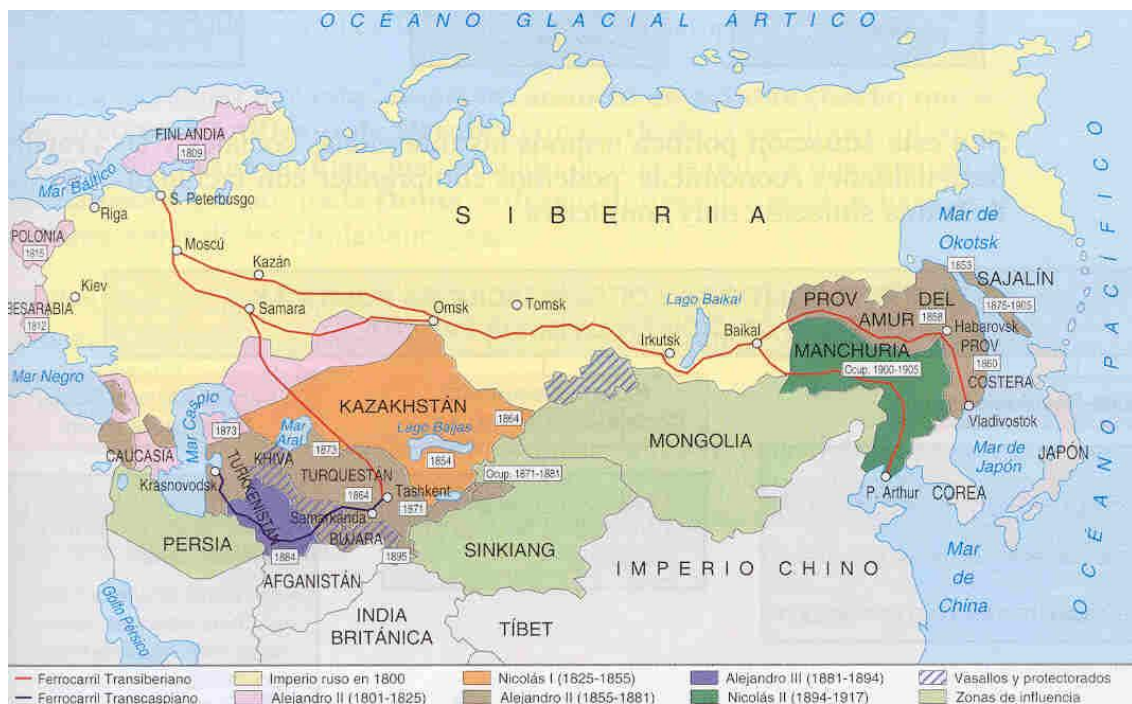 OCÉANO GLACIAL ÁRTICO
FINLANDIA
1809
Mar Báltico
S. Peterbusgo
Riga
SIBERIA
Mar de
Okotsk
POLONIA
1815
Moscú
Kazán
Kiev
BESARABIA
1812
Samara
Omsk
Tomsk
Lago Baikal
Irkutsk
Baikal
PROV
DEL
AMUR
1858
1853
SAJALÍN
1875-1905
Habarovsk
PROV
1860
COSTERA
MANCHURIA
Ocup. 1900-1905
Vladivostok
Mar Negro
Mar Caspio
KAZAKHSTÁN
1864
Mar
Aral
Lago Baljas
1873
1873
1854
KHIVA
CAUCASIA
TURQUESTÁN
Ocup. 1871-1881
MONGOLIA
Mar de
Japón
JAPÓN
Krasnovodsk
TURKKENISTÁN
1864
Tashkent
1871
Samarkanda
BUJARA
1895
1884
P. Arthur
COREA
PERSIA
SINKIANG
AFGANISTÁN
IMPERIO CHINO
Mar
de
China
INDIA
BRITÁNICA
TÍBET
Golfo Pérsico
OCÉANO PACÍFICO
Ferrocarril Transiberiano
Imperio ruso en 1800
Nicolás I (1825-1855)
Alejandro III (1881-1894)
Vasallos y protectorados
Ferrocarril Transcaspiano
Alejandro II (1801-1825)
Alejandro II (1855-1881)
Nicolás II (1894-1917)
Zonas de influencia